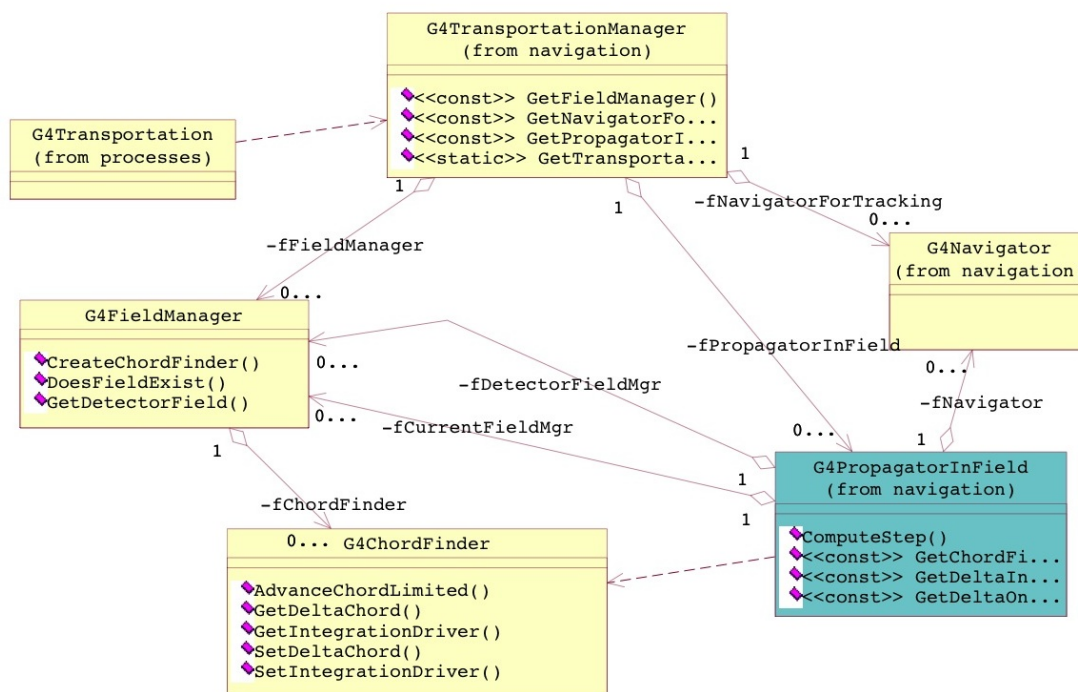 G4TransportationManager
(from navigation)
<<const>> GetFieldManager()
<<const>> GetNavigatorFo...
<<const>> GetPropagatorI...
<<static>> GetTransporta...
G4Transportation
(from processes)
1
1
1
-fNavigatorForTracking
0...
-fFieldManager
G4Navigator
(from navigation
0...
G4FieldManager
CreateChordFinder()
DoesFieldExist()
GetDetectorField()
0...
-fPropagatorInField
0...
-fDetectorFieldMgr
0...
-fCurrentFieldMgr
-fNavigator
1
0...
1
1
1
G4PropagatorInField
(from navigation)
ComputeStep()
<<const>> GetChordFi...
<<const>> GetDeltaIn...
<<const>> GetDeltaOn...
-fChordFinder
0...
G4ChordFinder
AdvanceChordLimited()
GetDeltaChord()
GetIntegrationDriver()
SetDeltaChord()
SetIntegrationDriver()